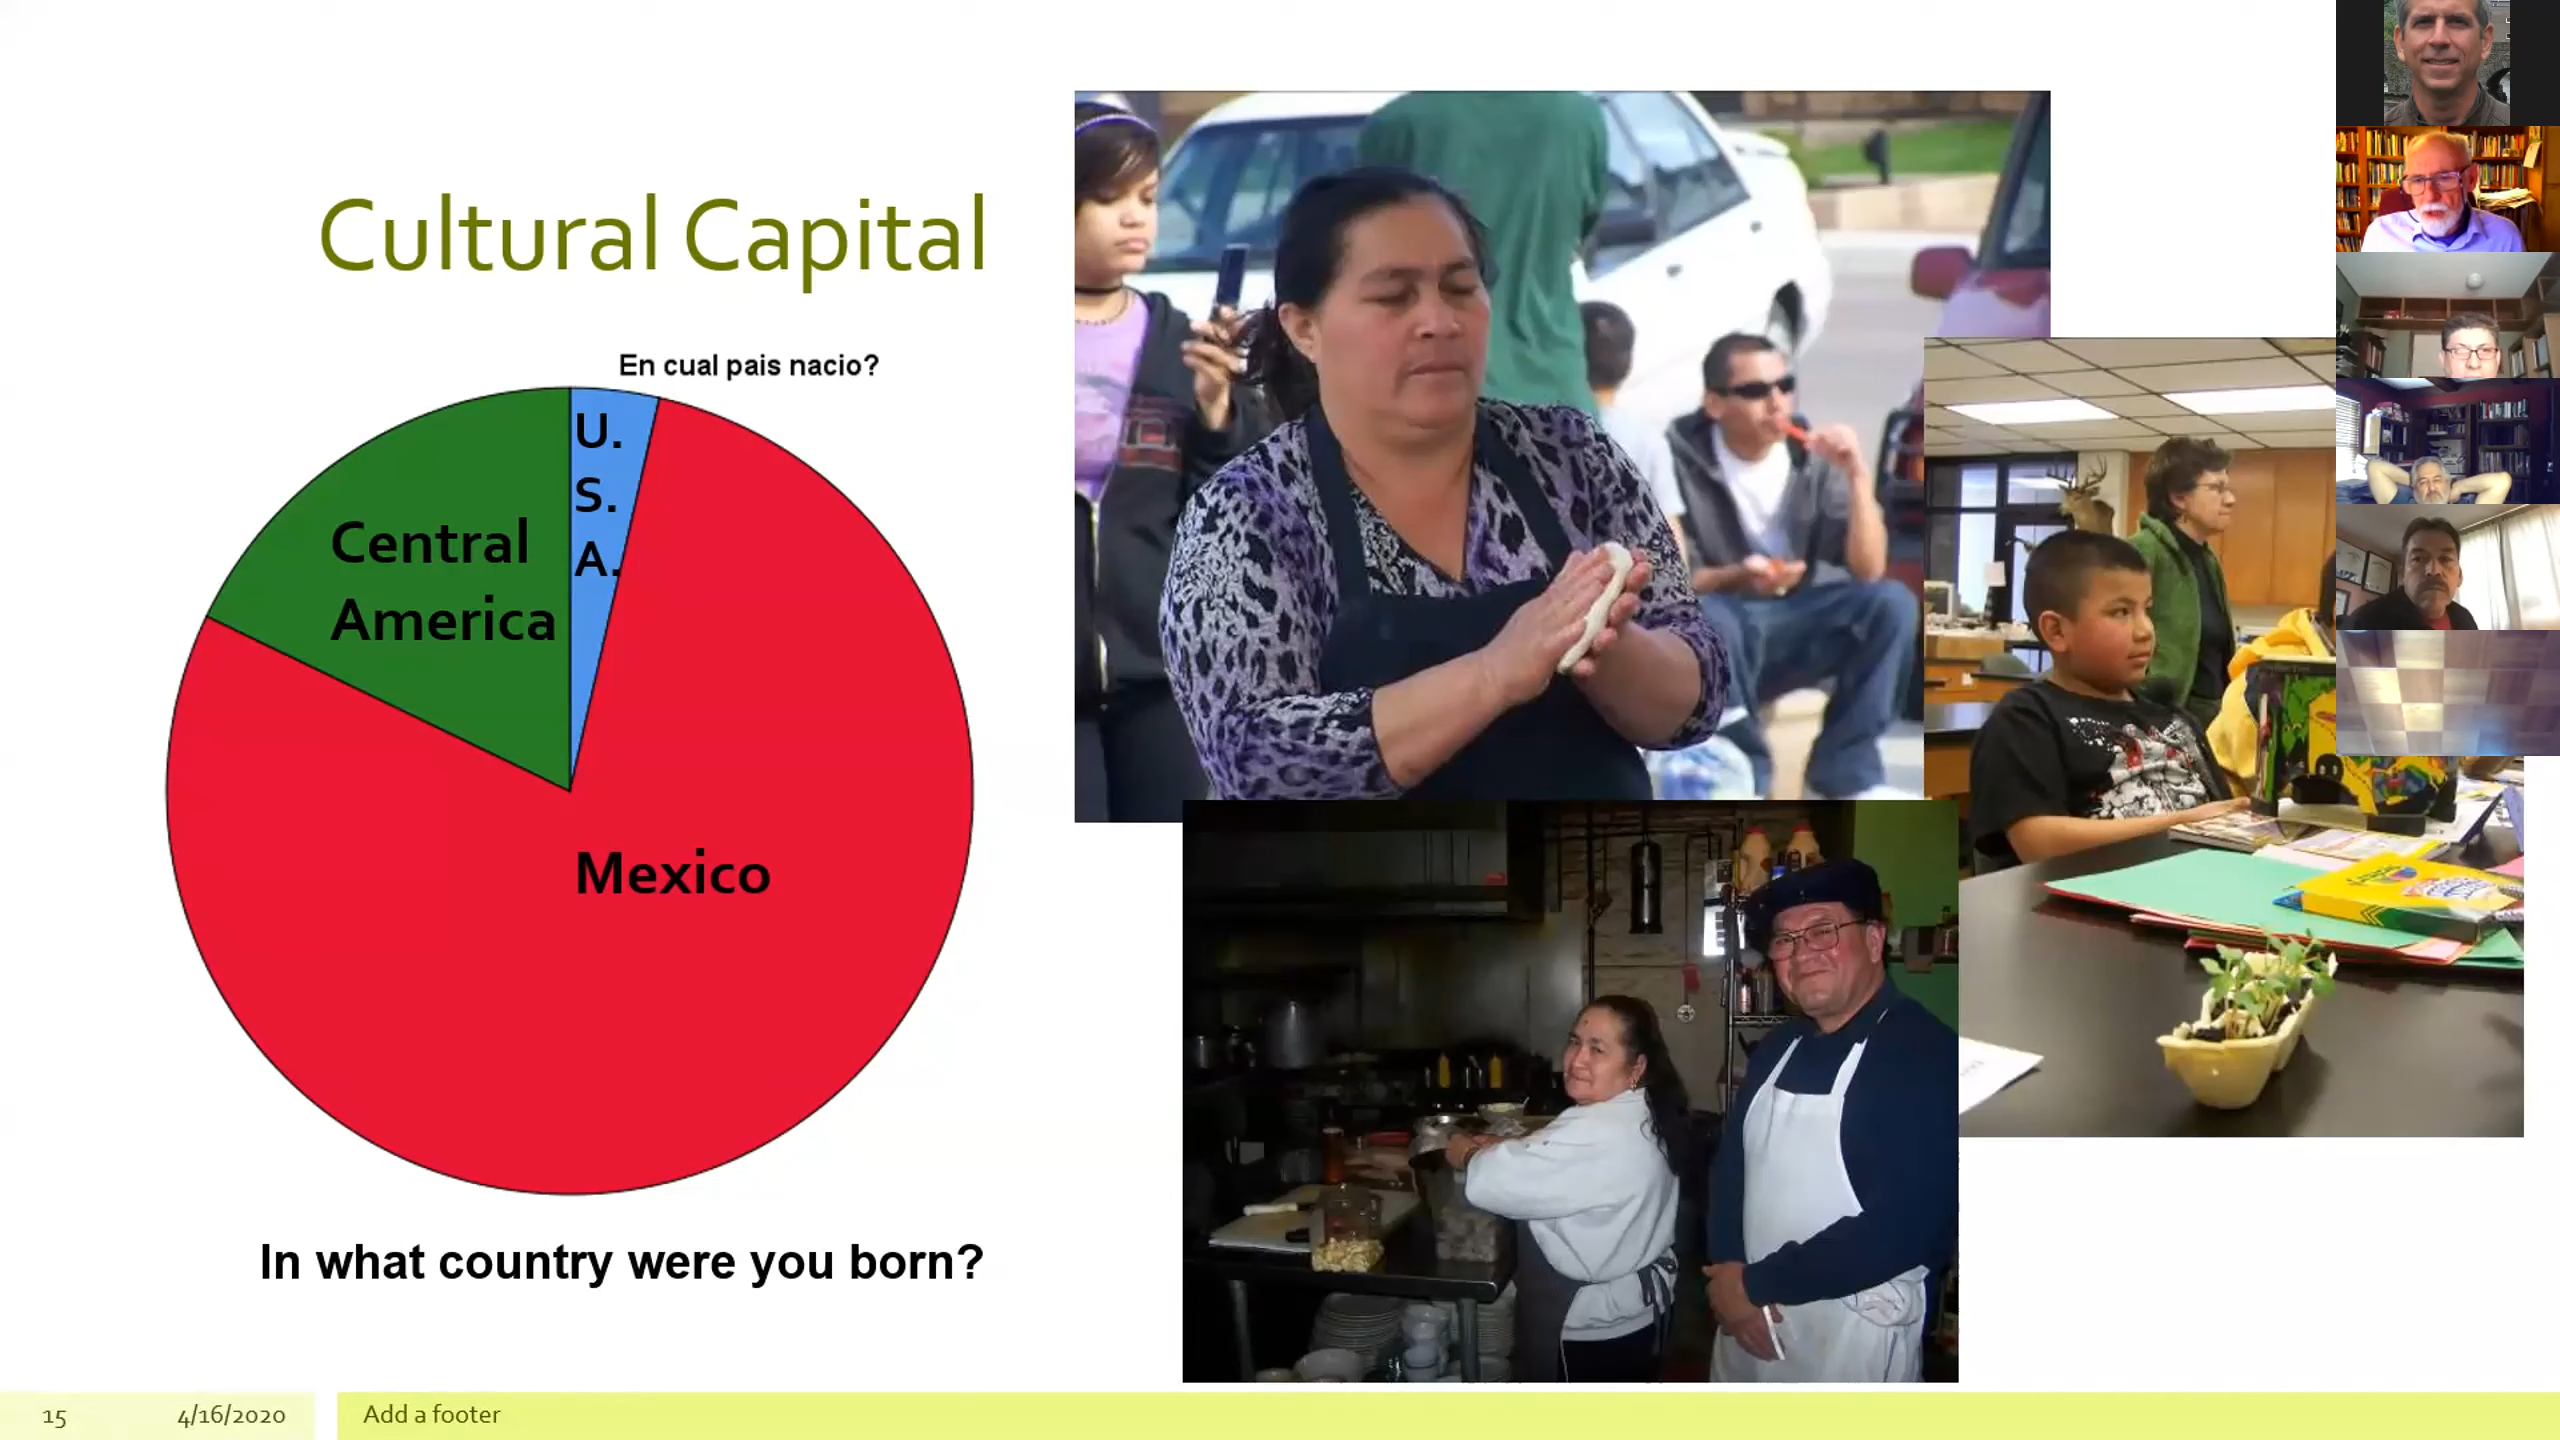 Cultural Capital
En cual pais nacio?
U.
S.
A.
Central
America
Mexico
In what country were you born?
15
4/16/2020
Add a footer